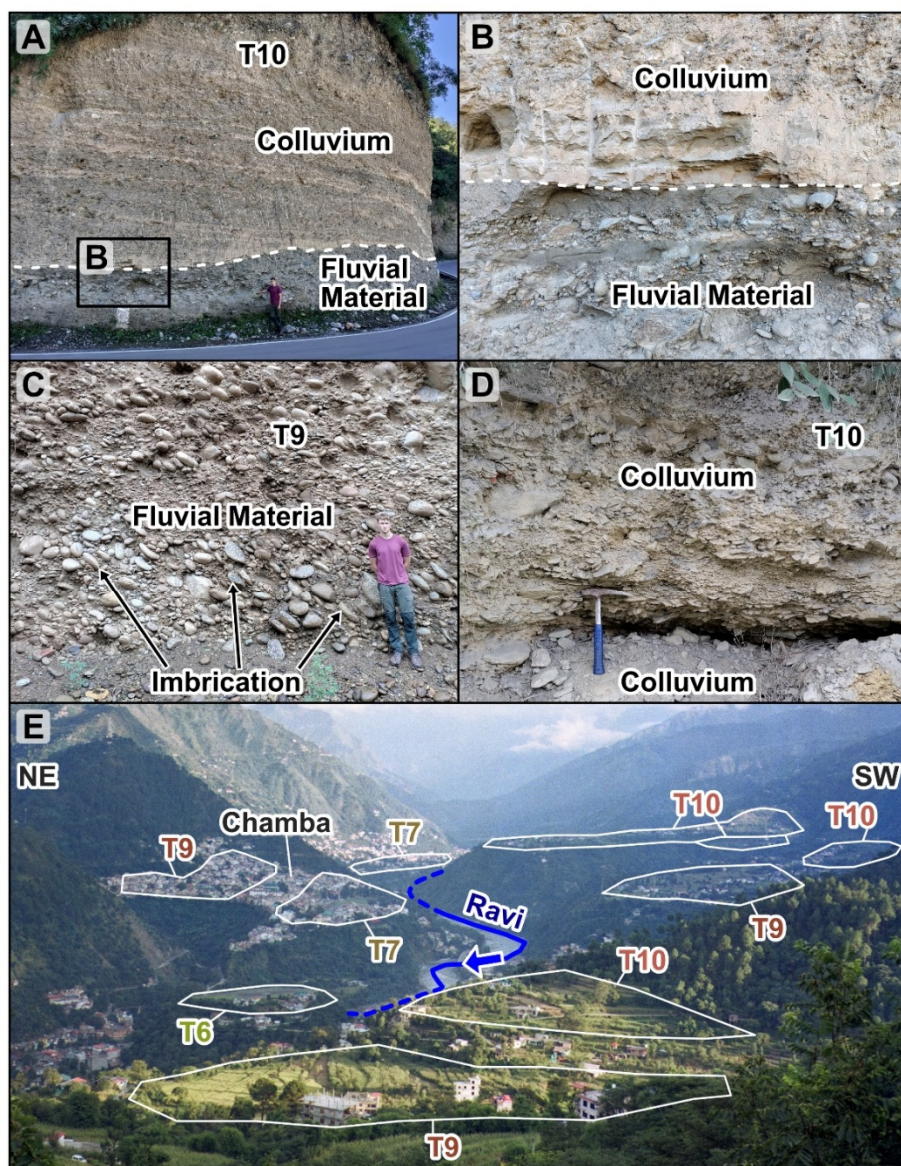 A
T10
Colluvium
B
Fluvial
Material
B
Colluvium
Fluvial Material
C
T9
Fluvial Material
Imbrication
D
T10
Colluvium
Colluvium
E
NE
SW
Chamba
T10
T10
T7
T9
Ravi
T9
T7
T10
T6
T9